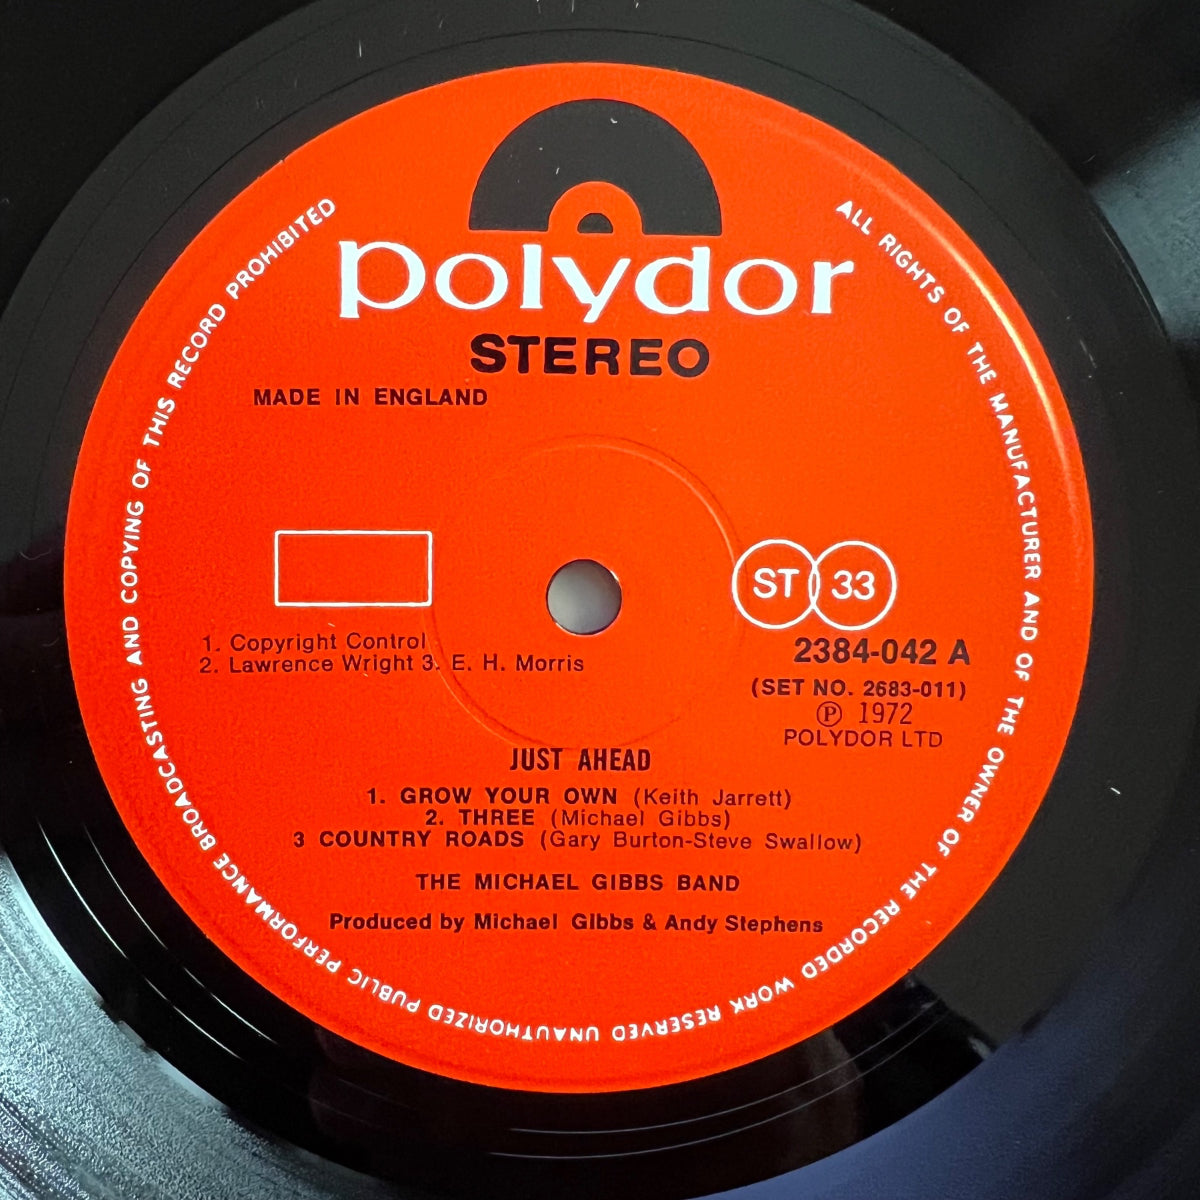 polydor
STEREO
MADE IN ENGLAND
ST 33
1. Copyright Control
2. Lawrence Wright 3. E. H. Morris
2384-042 A
(SET NO. 2683-011)
℗ 1972
POLYDOR LTD
JUST AHEAD
1. GROW YOUR OWN (Keith Jarrett)
2. THREE (Michael Gibbs)
3 COUNTRY ROADS (Gary Burton-Steve Swallow)
THE MICHAEL GIBBS BAND
Produced by Michael Gibbs & Andy Stephens
ALL RIGHTS OF THE MANUFACTURER AND OF THE OWNER OF THE RECORDED WORK RESERVED UNAUTHORIZED PUBLIC PERFORMANCE BROADCASTING AND COPYING OF THIS RECORD PROHIBITED